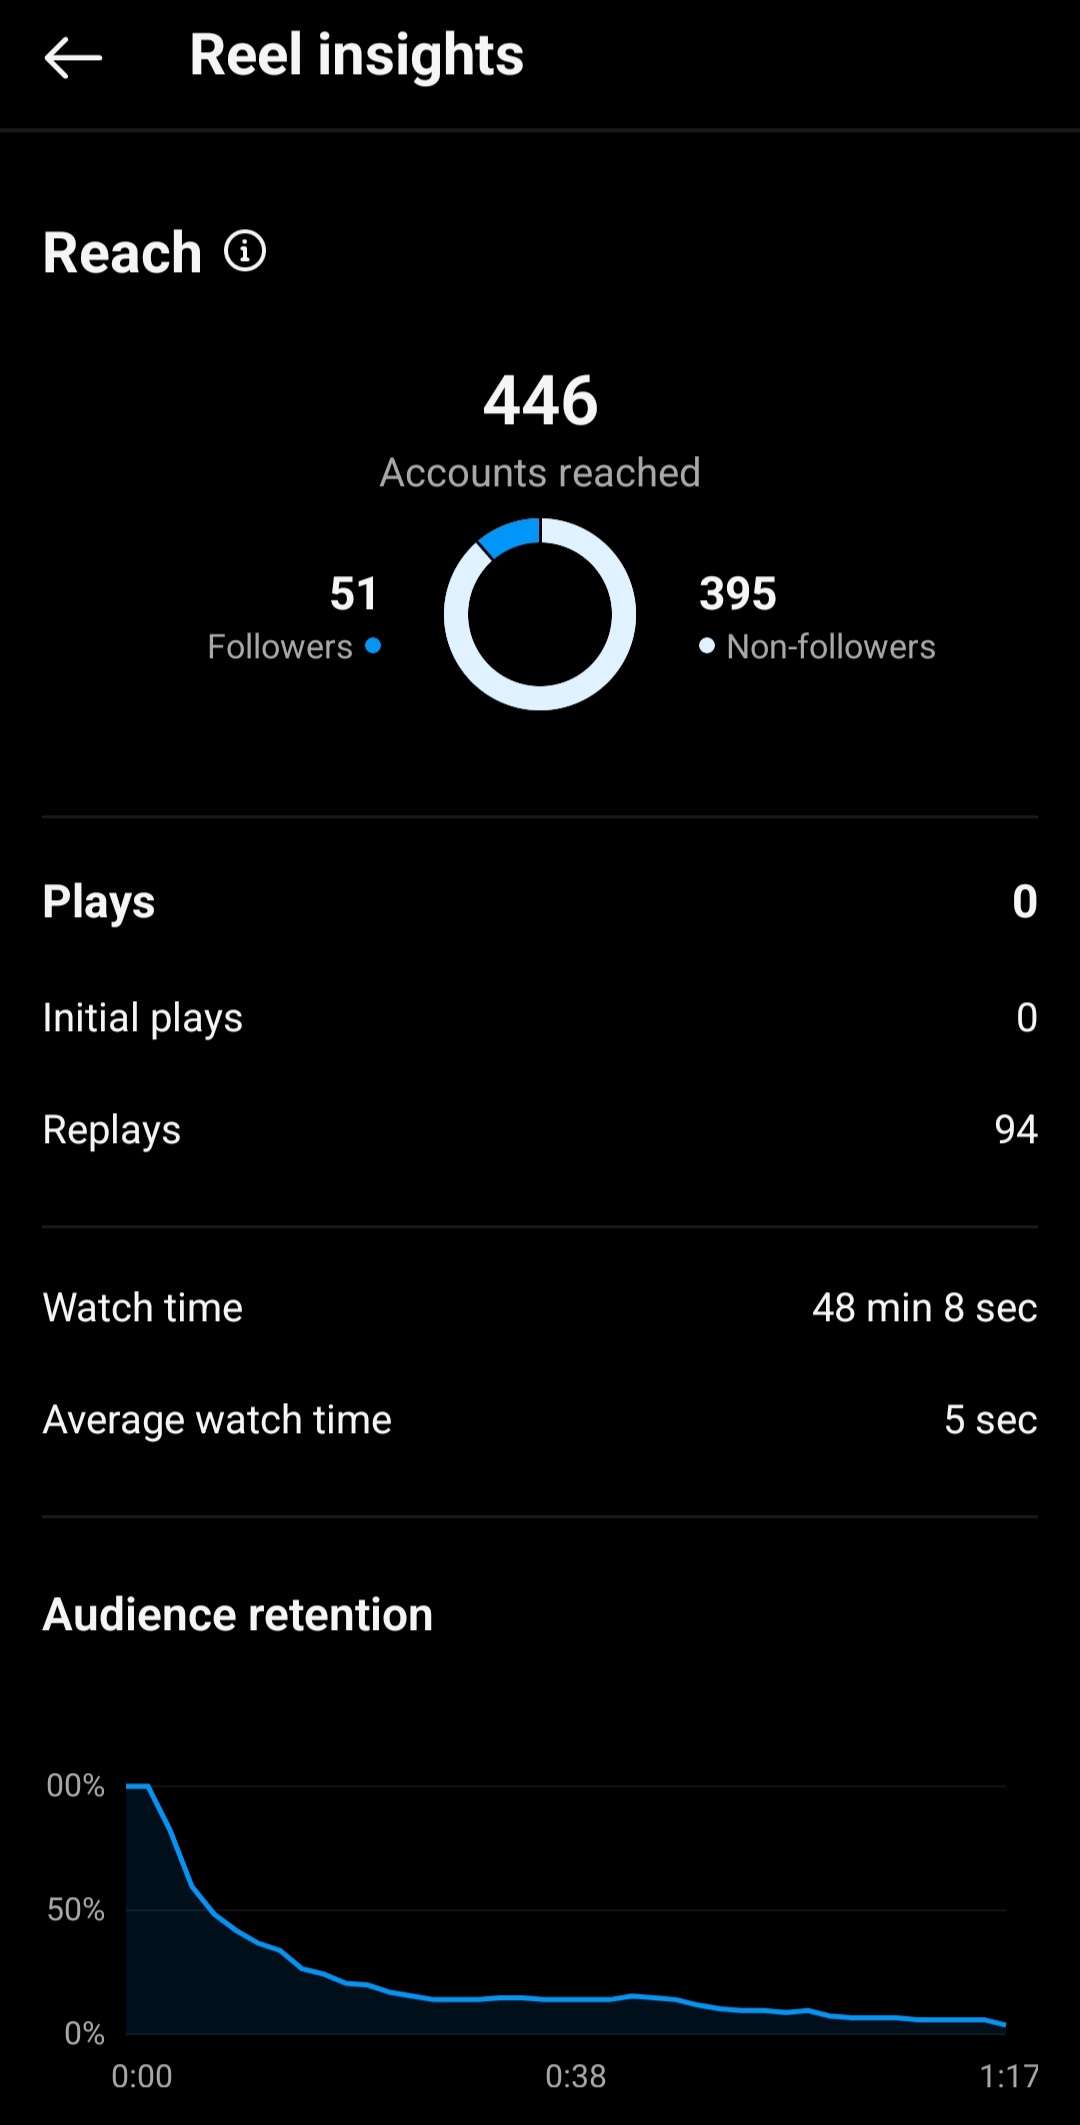 Reel insights
Reach
446
Accounts reached
51
Followers
395
Non-followers
Plays 0
Initial plays 0
Replays 94
Watch time 48 min 8 sec
Average watch time 5 sec
Audience retention
00%
50%
0%
0:00 0:38 1:17